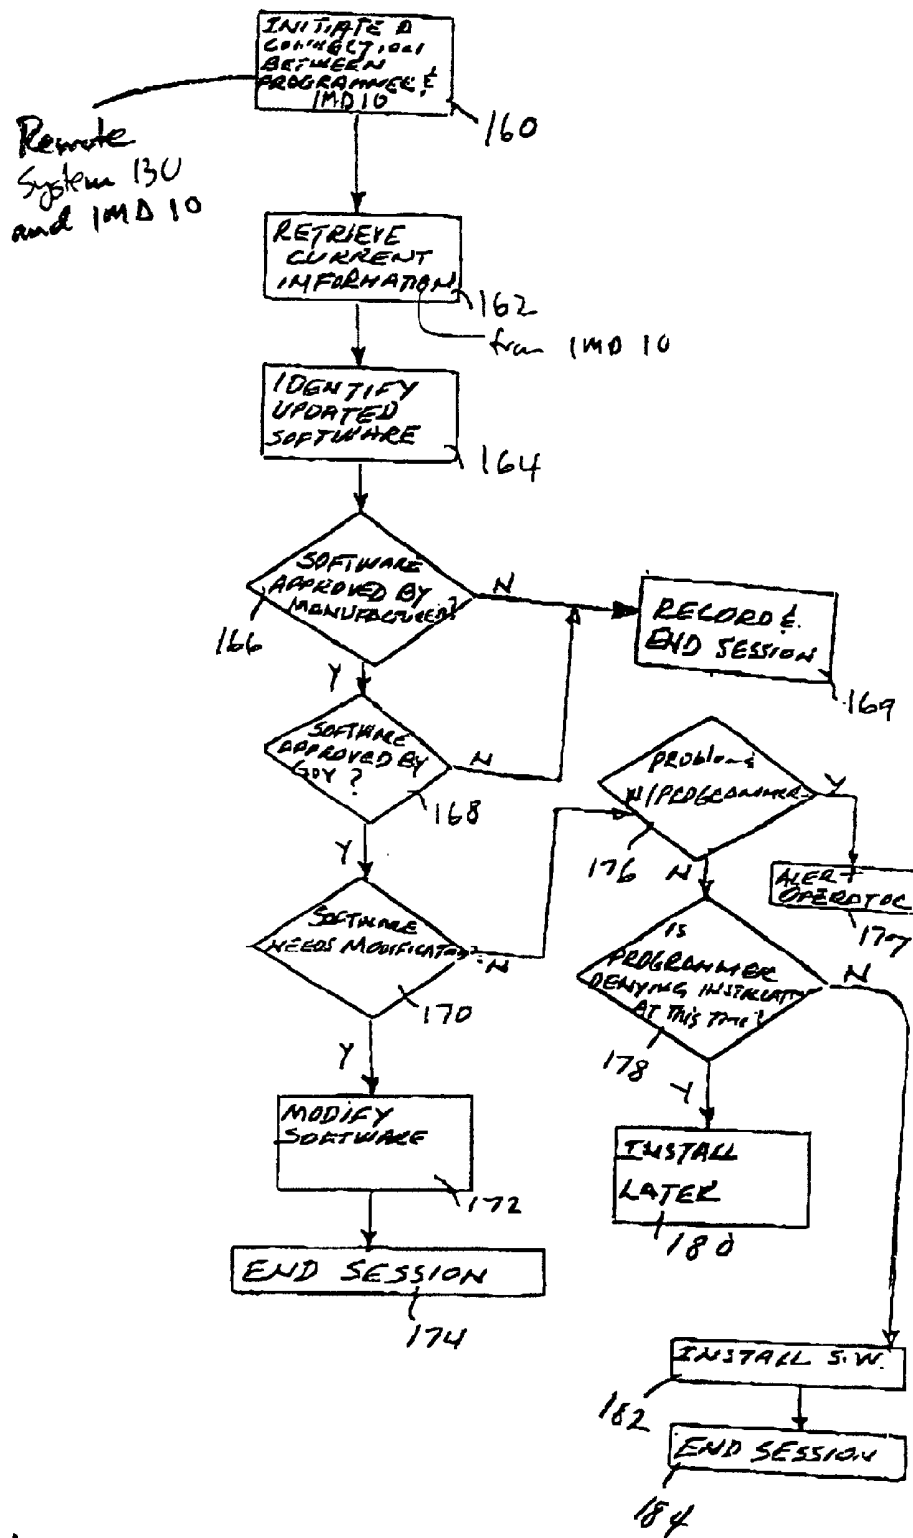 INITIATE A
CONNECTION
BETWEEN
PROGRAMMER &
IMD 10
160
Remote
System 130
and IMD 10
RETRIEVE
CURRENT
INFORMATION
162
from IMD 10
IDENTIFY
UPDATED
SOFTWARE
164
SOFTWARE
APPROVED BY
MANUFACTURER?
166
N
Y
RECORD &
END SESSION
169
SOFTWARE
APPROVED BY
GOV ?
168
N
Y
PROBLEMS
W/PROGRAMMER
176
Y
N
ALERT
OPERATOR
177
SOFTWARE
NEEDS MODIFICATION?
170
N
Y
IS
PROGRAMMER
DENYING
AT THIS TIME?
178
N
Y
MODIFY
SOFTWARE
172
INSTALL
LATER
180
END SESSION
174
INSTALL S.W.
182
END SESSION
184